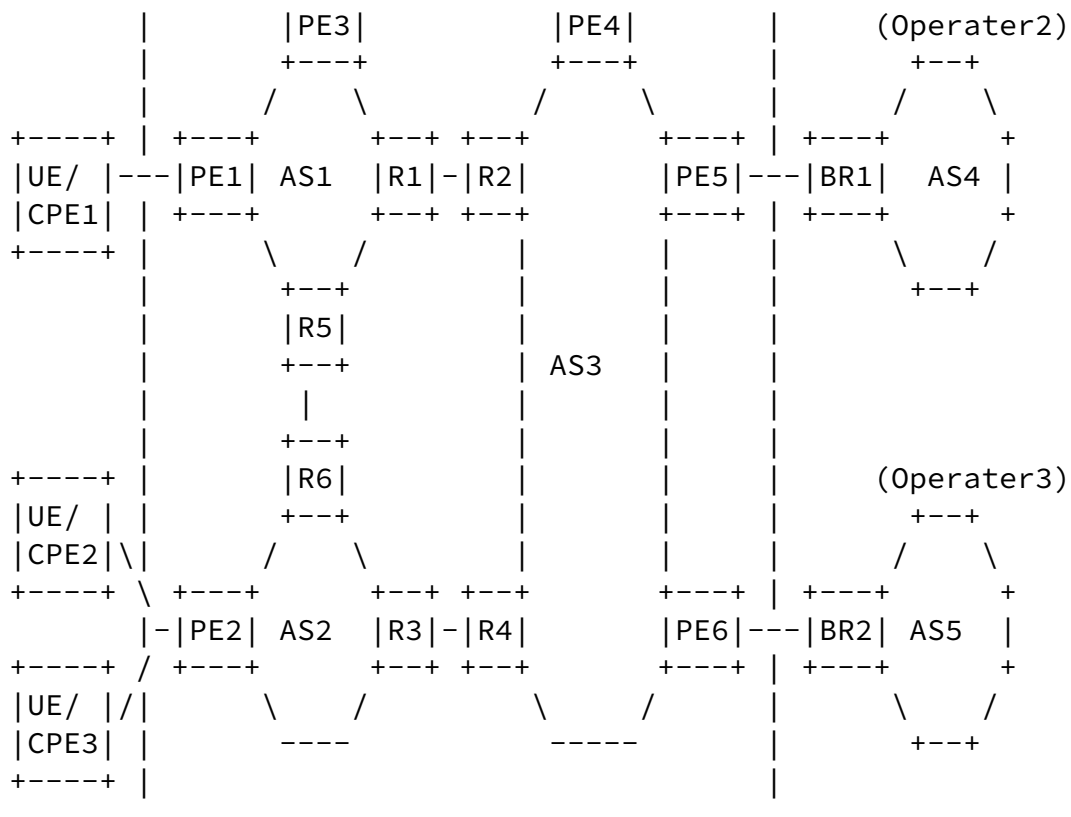 PE3 PE4 (Operater2)
UE/ PE1 AS1 R1 R2 PE5 BR1 AS4
CPE1
R5
AS3
R6 (Operater3)
UE/
CPE2
PE2 AS2 R3 R4 PE6 BR2 AS5
UE/
CPE3